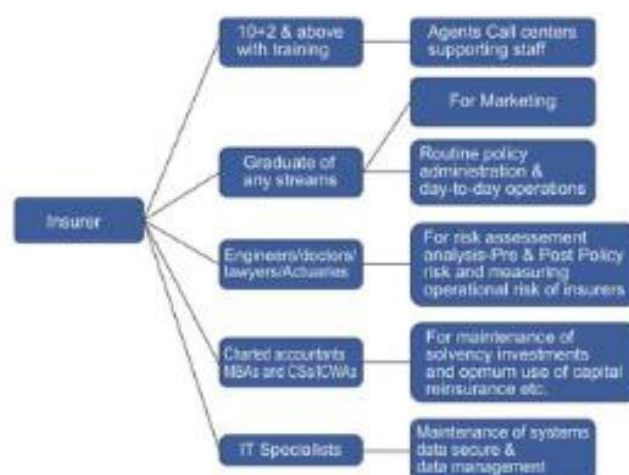 10+2 & above
with training
Agents Call centers
supporting staff
For Marketing
Graduate of
any streams
Routine policy
administration &
day-to-day operations
Insurer
Engineers/doctors/
lawyers/Actuaries
For risk assessement
analysis-Pre & Post Policy
risk and measuring
operational risk of insurers
Charted accountants
MBAs and CSs/ICWAs
For maintenance of
solvency investments
and opmum use of capital
reinsurance etc.
IT Specialists
Maintenance of systems
data secure &
data management